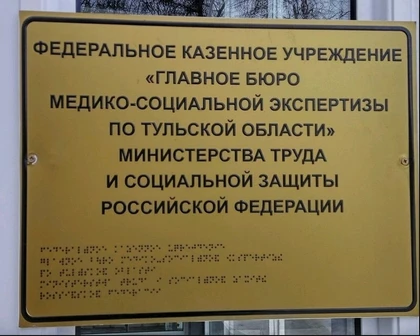 ФЕДЕРАЛЬНОЕ КАЗЕННОЕ УЧРЕЖДЕНИЕ
«ГЛАВНОЕ БЮРО
МЕДИКО-СОЦИАЛЬНОЙ ЭКСПЕРТИЗЫ
ПО ТУЛЬСКОЙ ОБЛАСТИ»
МИНИСТЕРСТВА ТРУДА
И СОЦИАЛЬНОЙ ЗАЩИТЫ
РОССИЙСКОЙ ФЕДЕРАЦИИ